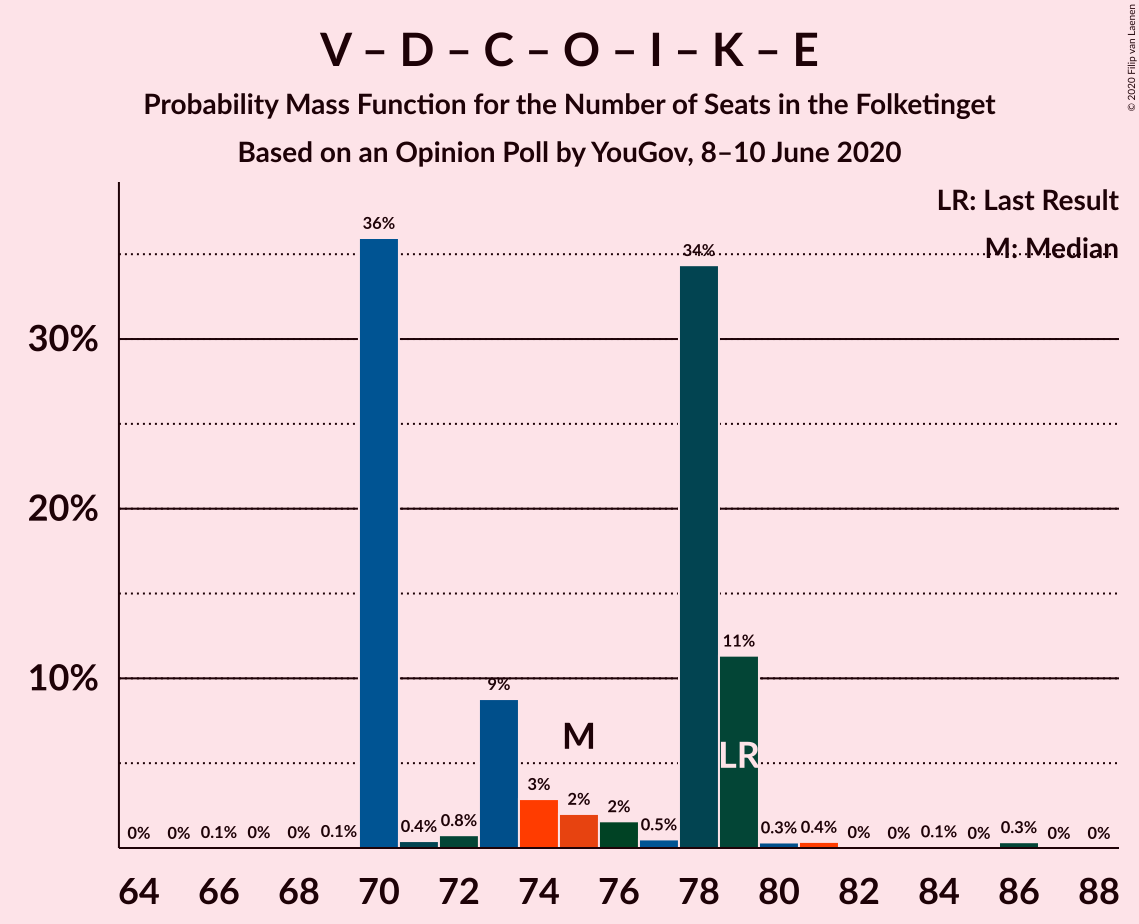 V – D – C – O – I – K – E
Probability Mass Function for the Number of Seats in the Folketinget
Based on an Opinion Poll by YouGov, 8–10 June 2020
© 2020 Filip van Laenen
LR: Last Result
M: Median
30%
20%
10%
0% 0% 0.1% 0% 0% 0.1% 36% 0.4% 0.8% 9% 3% 2% 2% 0.5% 34% 11% 0.3% 0.4% 0% 0% 0.1% 0% 0.3% 0% 0%
M
LR
64 66 68 70 72 74 76 78 80 82 84 86 88